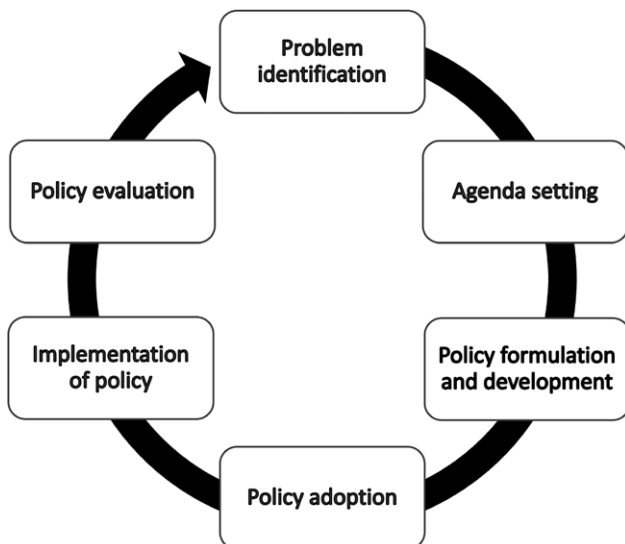 Problem
identification
Agenda setting
Policy formulation
and development
Policy adoption
Implementation
of policy
Policy evaluation